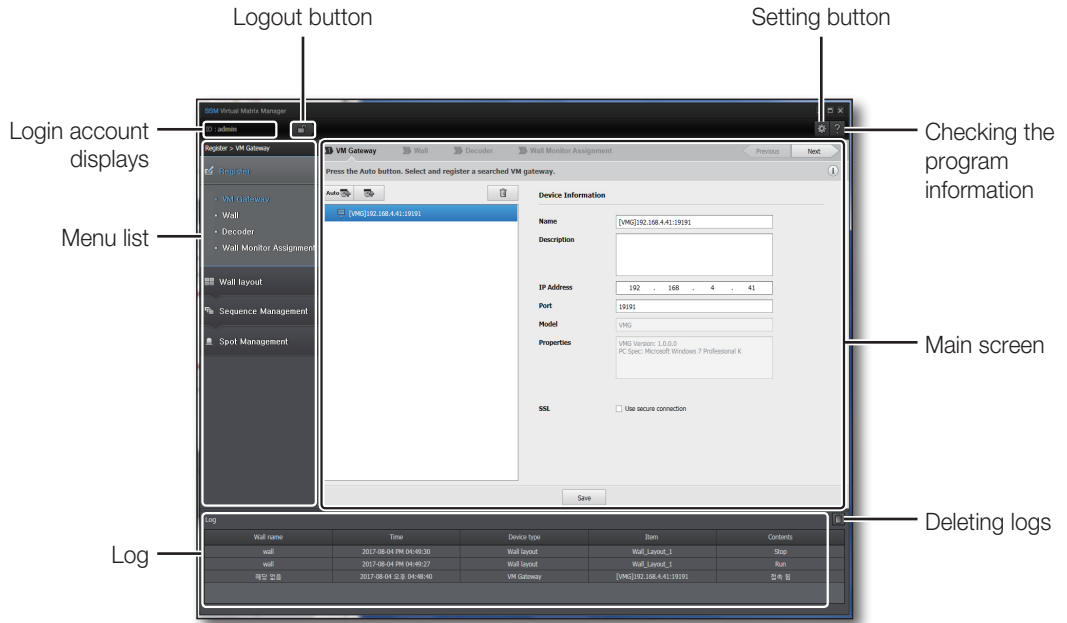 Logout button
Setting button
Login account displays
Checking the program information
Menu list
Main screen
Log
Deleting logs
SSM Virtual Matrix Manager
ID : admin
?
Register > VM Gateway
Register
• VM Gateway
• Wall
• Decoder
• Wall Monitor Assignment
Wall layout
Sequence Management
Spot Management
VM Gateway Wall Decoder Wall Monitor Assignment Previous Next
Press the Auto button. Select and register a searched VM gateway.
Auto
[VMG]192.168.4.41:19191
Device Information
Name [VMG]192.168.4.41:19191
Description
IP Address 192 . 168 . 4 . 41
Port 19191
Model VMG
Properties VMG Version: 1.0.0.0
PC Spec: Microsoft Windows 7 Professional K
SSL Use secure connection
Save
Log
Wall name Time Device type Item Contents
wall 2017-08-04 PM 04:49:30 Wall layout Wall_Layout_1 Stop
wall 2017-08-04 PM 04:49:27 Wall layout Wall_Layout_1 Run
해당 없음 2017-08-04 오후 04:48:40 VM Gateway [VMG]192.168.4.41:19191 접속 됨